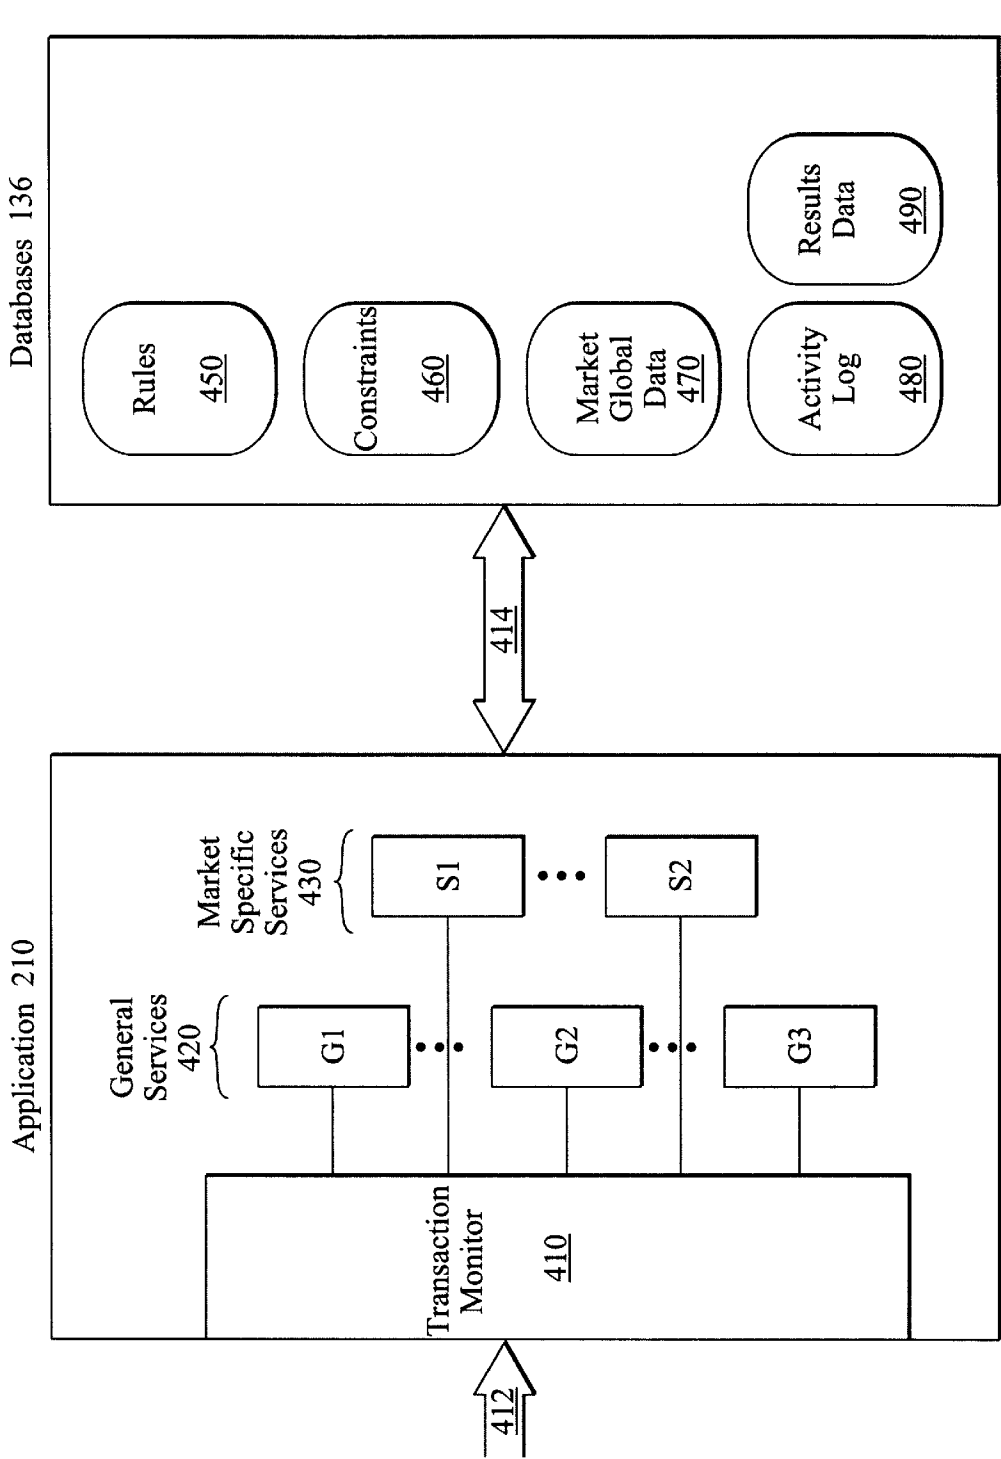 Application 210
General
Services
420
Market
Specific
Services
430
412
Transaction
Monitor
410
G1
G2
G3
S1
S2
414
Databases 136
Rules
450
Constraints
460
Market
Global
Data
470
Activity
Log
480
Results
Data
490